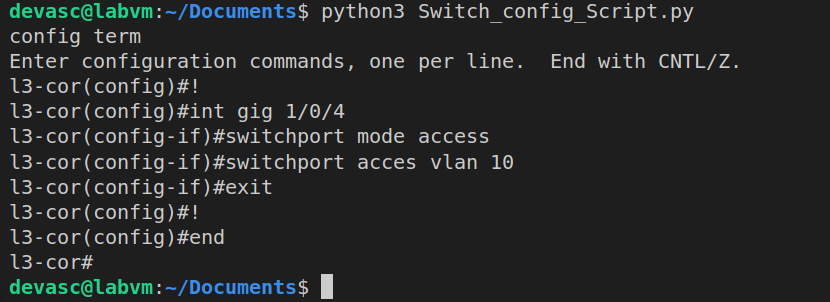 devasc@labvm:~/Documents$ python3 Switch_config_Script.py
config term
Enter configuration commands, one per line.  End with CNTL/Z.
l3-cor(config)#!
l3-cor(config)#int gig 1/0/4
l3-cor(config-if)#switchport mode access
l3-cor(config-if)#switchport acces vlan 10
l3-cor(config-if)#exit
l3-cor(config)#!
l3-cor(config)#end
l3-cor#
devasc@labvm:~/Documents$